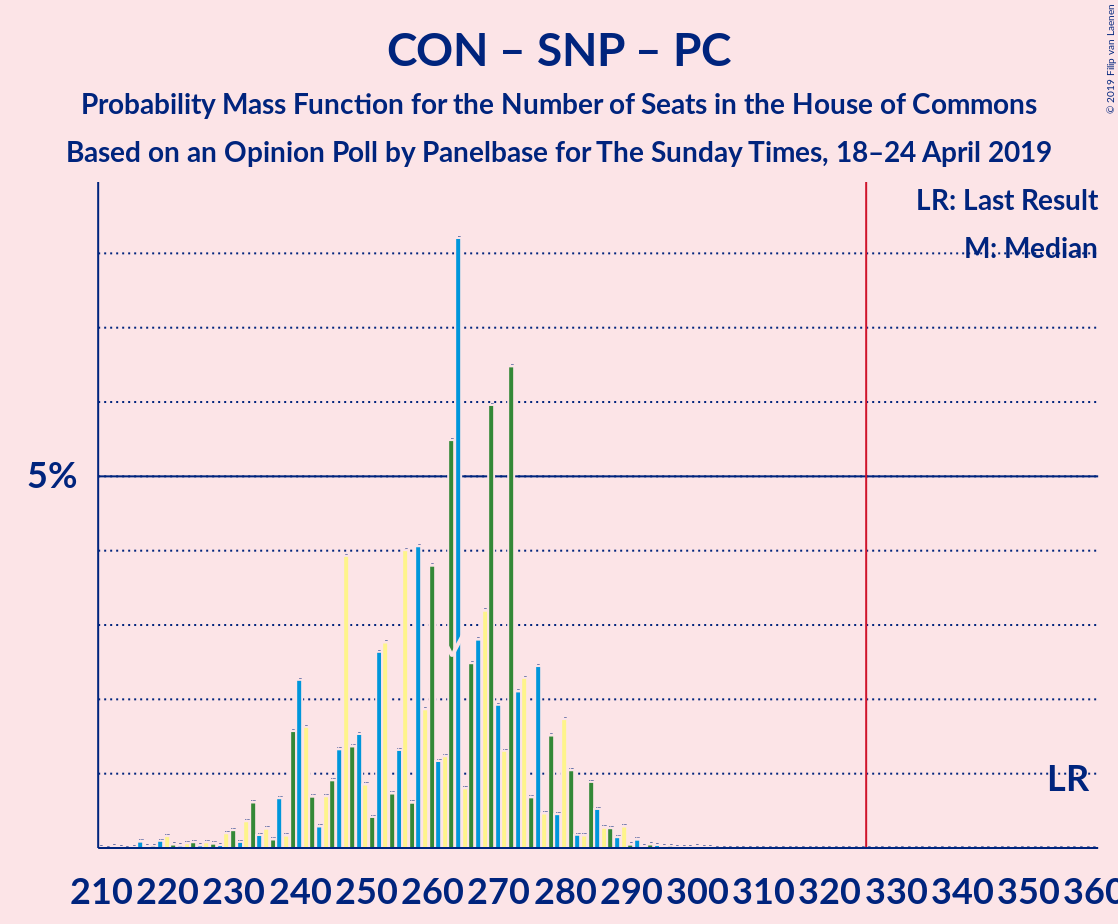 CON – SNP – PC
Probability Mass Function for the Number of Seats in the House of Commons
Based on an Opinion Poll by Panelbase for The Sunday Times, 18–24 April 2019
© 2019 Filip van Laenen
LR: Last Result
M: Median
5%
LR
210 220 230 240 250 260 270 280 290 300 310 320 330 340 350 360